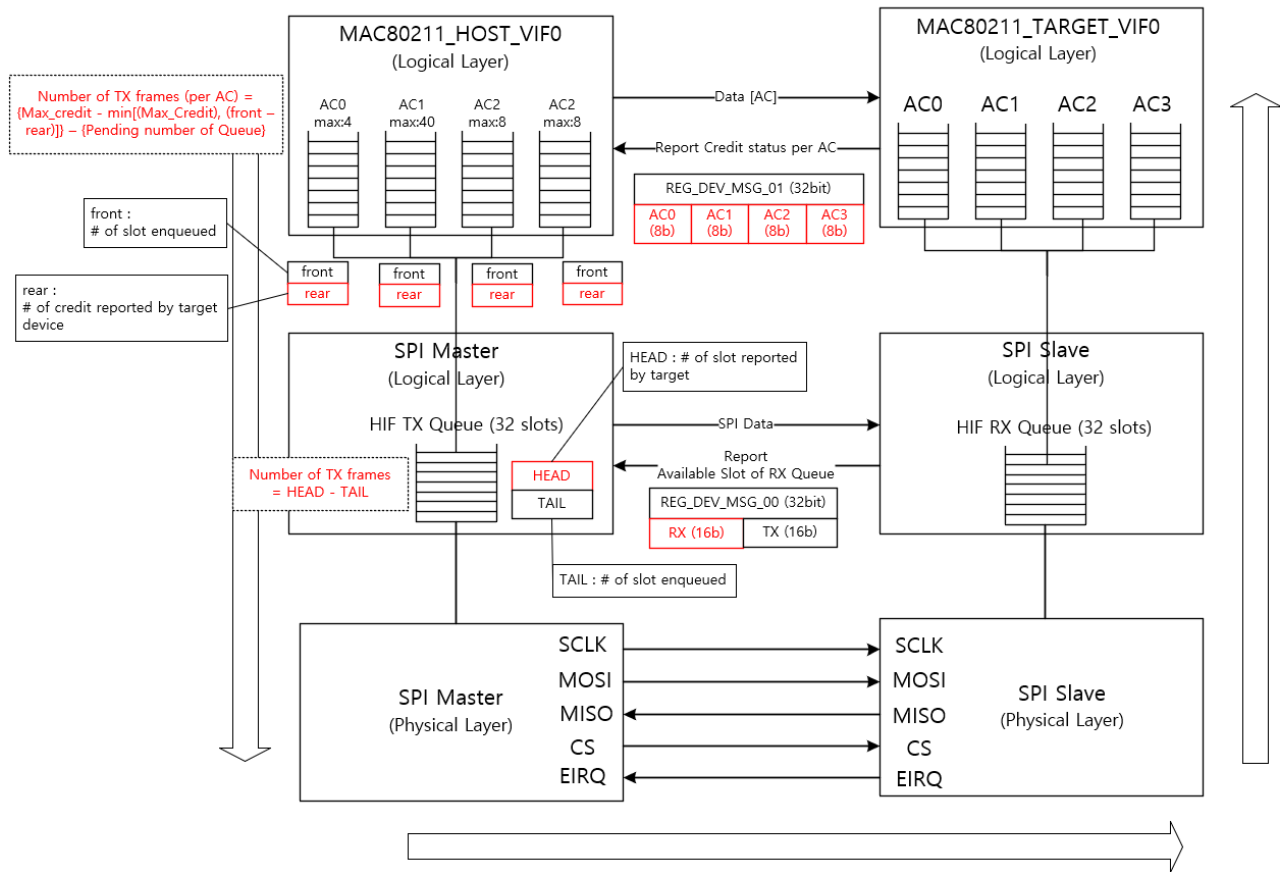 MAC80211_HOST_VIF0
(Logical Layer)
AC0
max:4
AC1
max:40
AC2
max:8
AC2
max:8
Number of TX frames (per AC) =
{Max_credit - min[(Max_Credit), (front –
rear)]} – {Pending number of Queue}
Data [AC]
Report Credit status per AC
REG_DEV_MSG_01 (32bit)
AC0
(8b)
AC1
(8b)
AC2
(8b)
AC3
(8b)
MAC80211_TARGET_VIF0
(Logical Layer)
AC0
AC1
AC2
AC3
front :
# of slot enqueued
rear :
# of credit reported by target
device
front
rear
front
rear
front
rear
front
rear
SPI Master
(Logical Layer)
HIF TX Queue (32 slots)
HEAD
TAIL
Number of TX frames
= HEAD - TAIL
HEAD : # of slot reported
by target
SPI Data
Report
Available Slot of RX Queue
REG_DEV_MSG_00 (32bit)
RX (16b)
TX (16b)
TAIL : # of slot enqueued
SPI Slave
(Logical Layer)
HIF RX Queue (32 slots)
SPI Master
(Physical Layer)
SCLK
MOSI
MISO
CS
EIRQ
SCLK
MOSI
MISO
CS
EIRQ
SPI Slave
(Physical Layer)